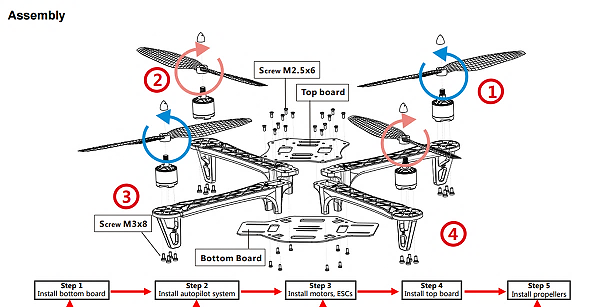 Assembly
2
Screw M2.5x6
1
Top board
3
Screw M3x8
4
Bottom Board
Step 1
Install bottom board
Step 2
Install autopilot system
Step 3
Install motors, ESCs
Step 4
Install top board
Step 5
Install propellers